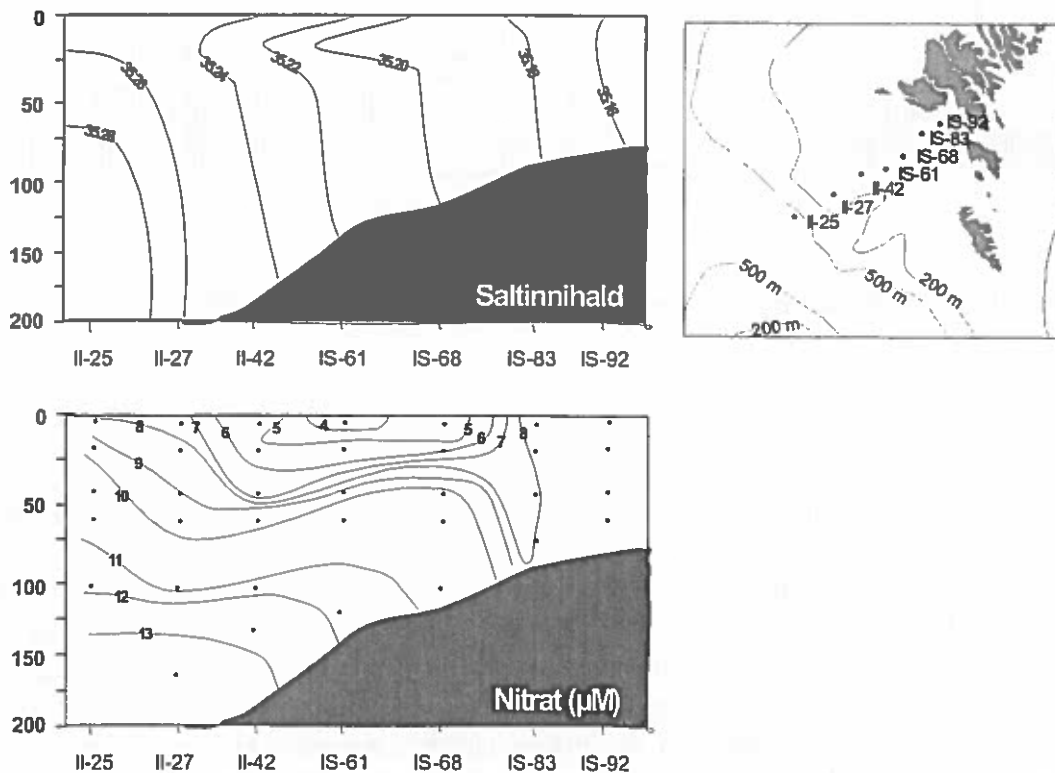 0
50
100
150
200
35.28
35.26
35.24
35.22
35.20
35.18
35.16
Saltinnihald
II-25 II-27 II-42 IS-61 IS-68 IS-83 IS-92
IS-92
IS-83
IS-68
IS-61
II-42
II-27
II-25
500 m
500 m
200 m
200 m
0
50
100
150
200
8 7 6 5 4 5 6 7 8
9
10
11
12
13
Nitrat (µM)
II-25 II-27 II-42 IS-61 IS-68 IS-83 IS-92